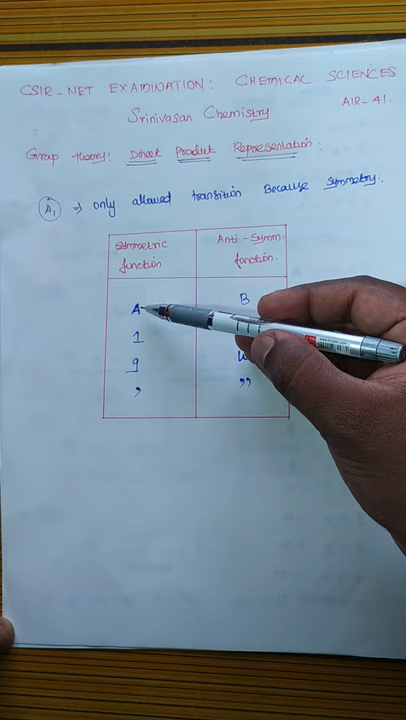 CSIR-NET EXAMINATION: CHEMICAL SCIENCES
Srinivasan Chemistry AIR-41.
Group theory: Direct Product Representation:
A1 ⇒ only allowed transition Because symmetry.
Symmetric function Anti-Symm. function.
A B
1
g u
' "